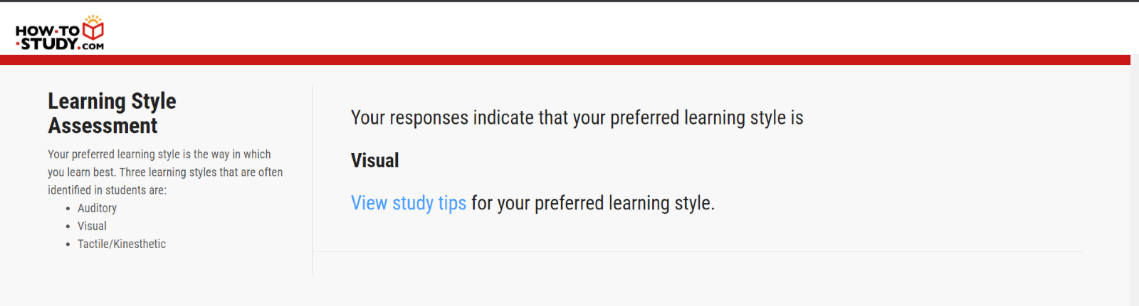 HOW-TO
-STUDY.COM
Learning Style
Assessment
Your preferred learning style is the way in which
you learn best. Three learning styles that are often
identified in students are:
• Auditory
• Visual
• Tactile/Kinesthetic
Your responses indicate that your preferred learning style is
Visual
View study tips for your preferred learning style.